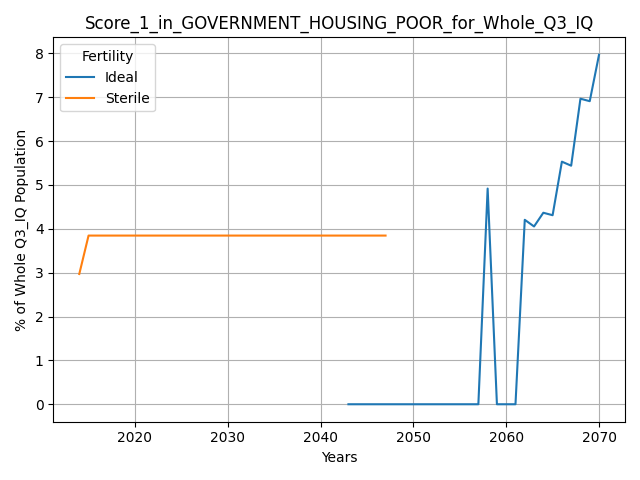 Score_1_in_GOVERNMENT_HOUSING_POOR_for_Whole_Q3_IQ
Fertility
Ideal
Sterile
% of Whole Q3_IQ Population
8
7
6
5
4
3
2
1
0
2020 2030 2040 2050 2060 2070
Years